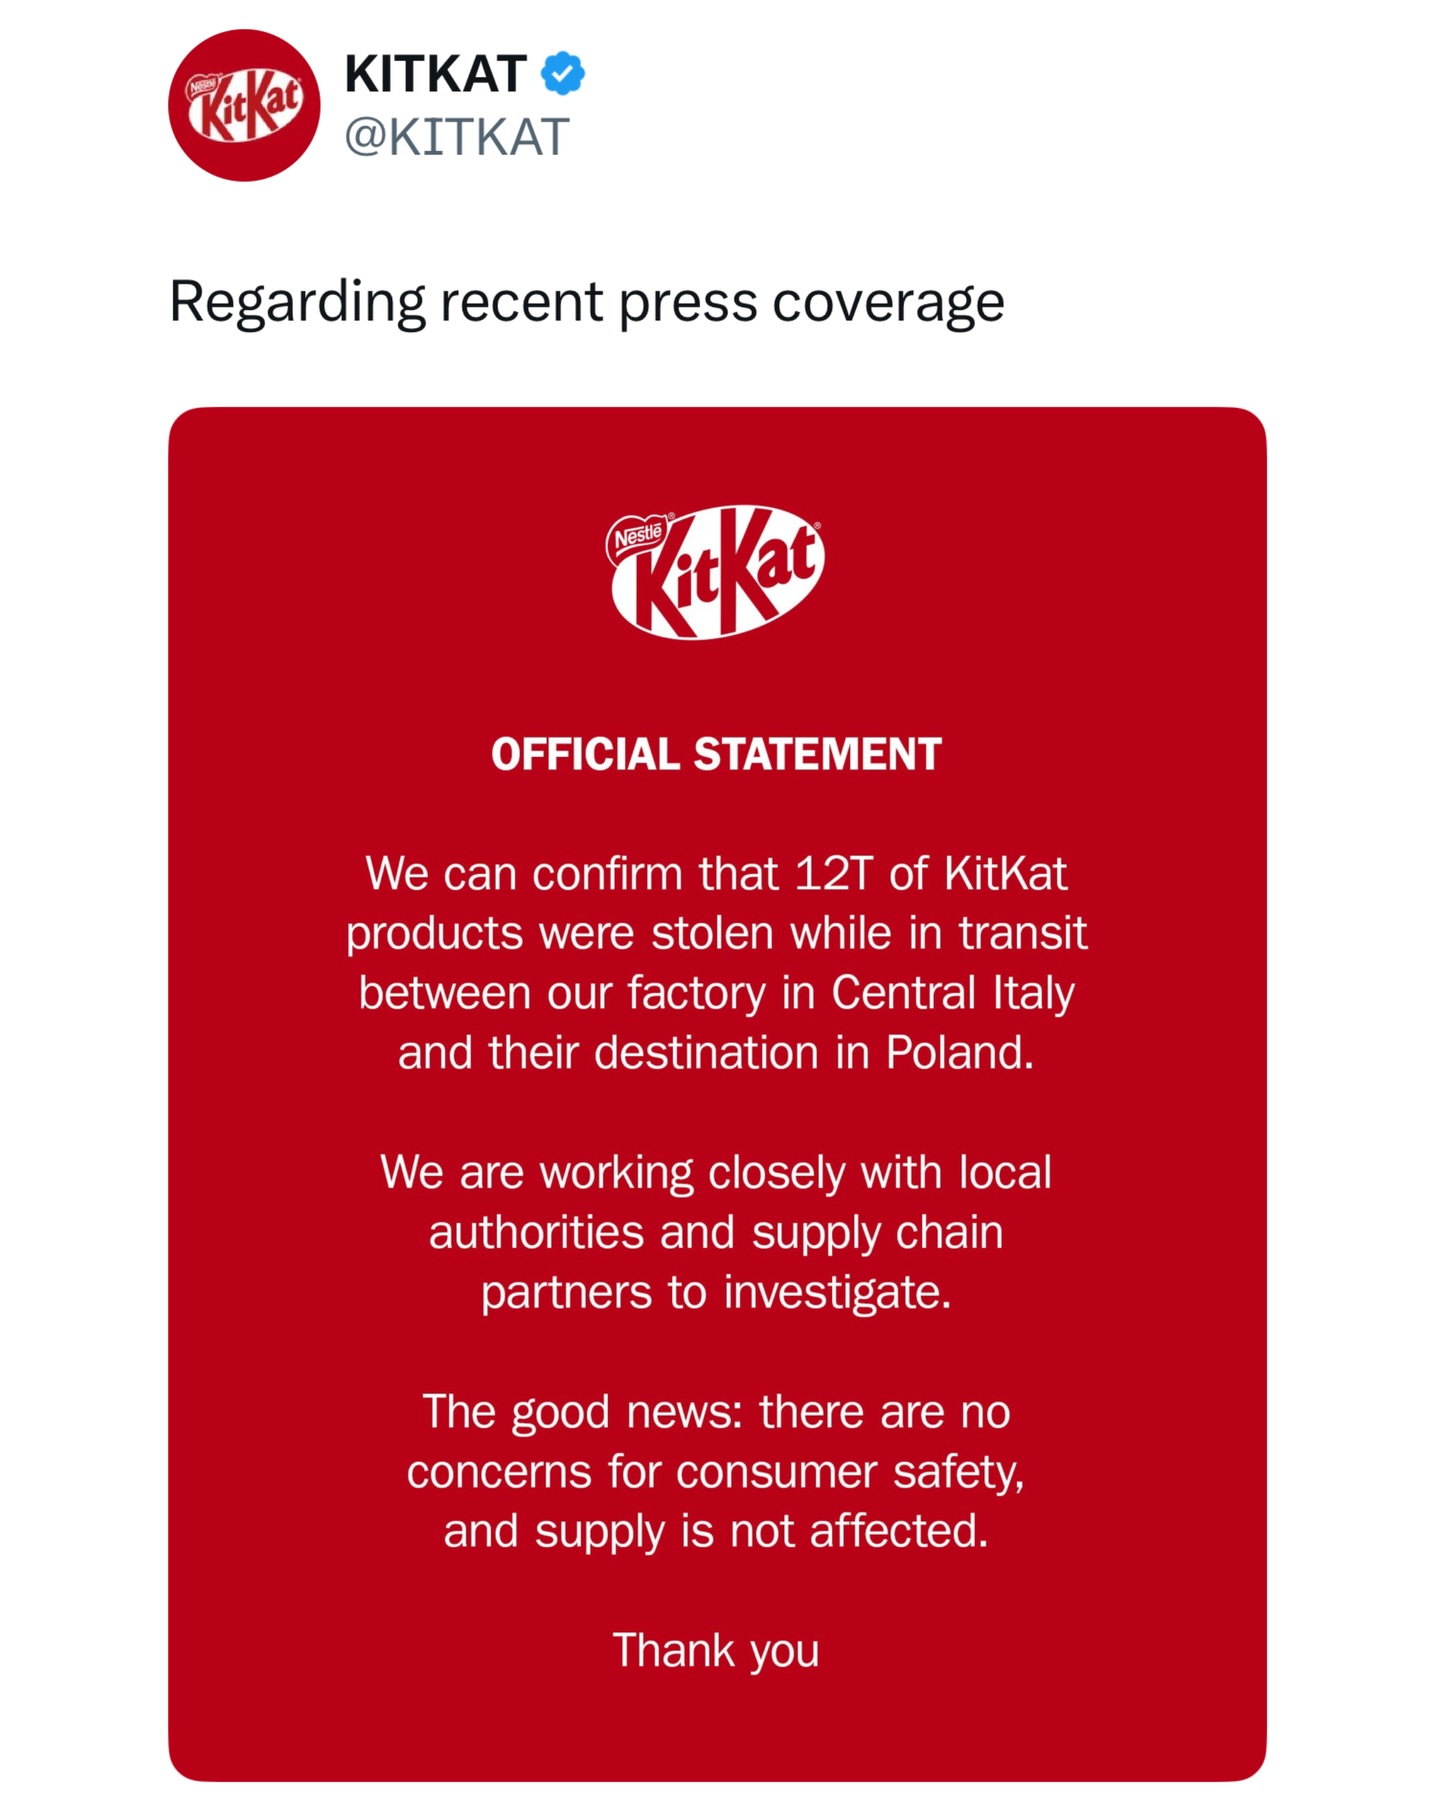 Nestlé KitKat
KITKAT
@KITKAT
Regarding recent press coverage
Nestlé®
KitKat®
OFFICIAL STATEMENT
We can confirm that 12T of KitKat
products were stolen while in transit
between our factory in Central Italy
and their destination in Poland.
We are working closely with local
authorities and supply chain
partners to investigate.
The good news: there are no
concerns for consumer safety,
and supply is not affected.
Thank you